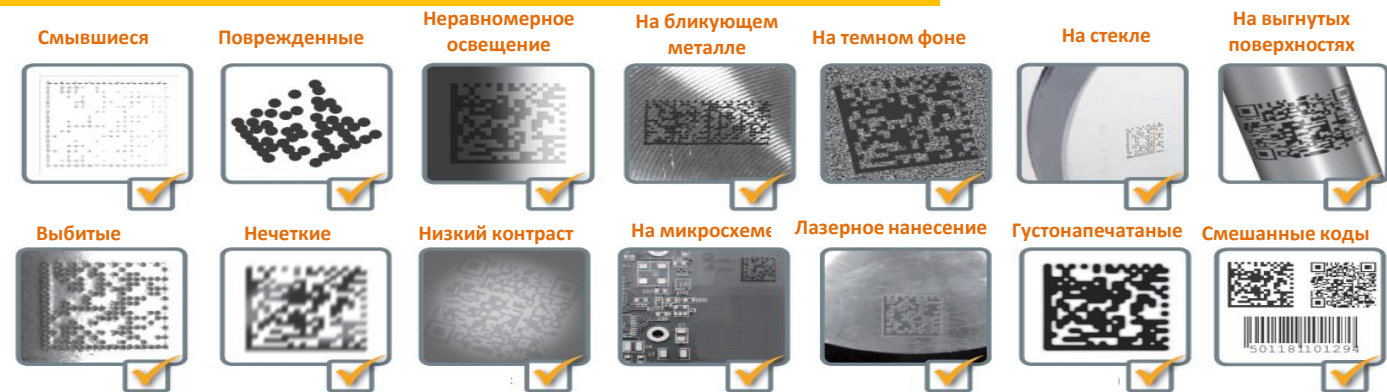 Смывшиеся
Поврежденные
Неравномерное
освещение
На бликующем
металле
На темном фоне
На стекле
На выгнутых
поверхностях
Выбитые
Нечеткие
Низкий контраст
На микросхеме
Лазерное нанесение
Густонапечатаные
Смешанные коды
501181101294